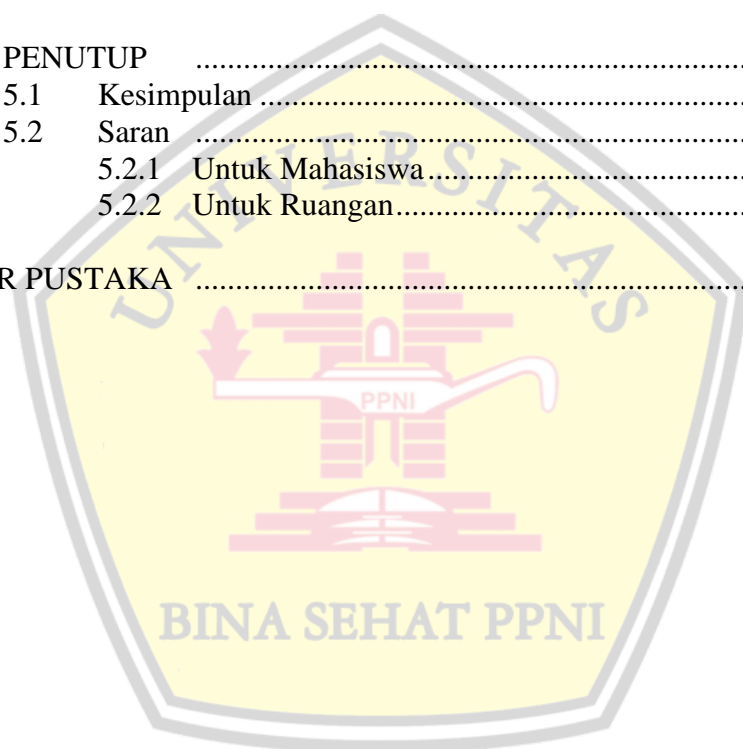 PENUTUP ........................................................................
5.1 Kesimpulan ................................................................
5.2 Saran ........................................................................
5.2.1 Untuk Mahasiswa ........................................
5.2.2 Untuk Ruangan ............................................
R PUSTAKA ........................................................................
UNIVERSITAS
PPNI
BINA SEHAT PPNI